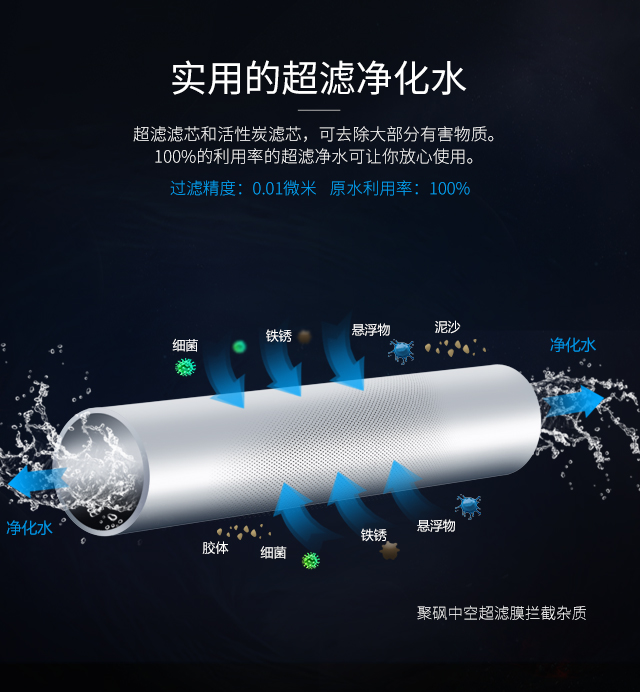 实用的超滤净化水
超滤滤芯和活性炭滤芯，可去除大部分有害物质。
100%的利用率的超滤净水可让你放心使用。
过滤精度：0.01微米 原水利用率：100%
细菌
铁锈
悬浮物
泥沙
净化水
净化水
胶体
细菌
铁锈
悬浮物
聚砜中空超滤膜拦截杂质